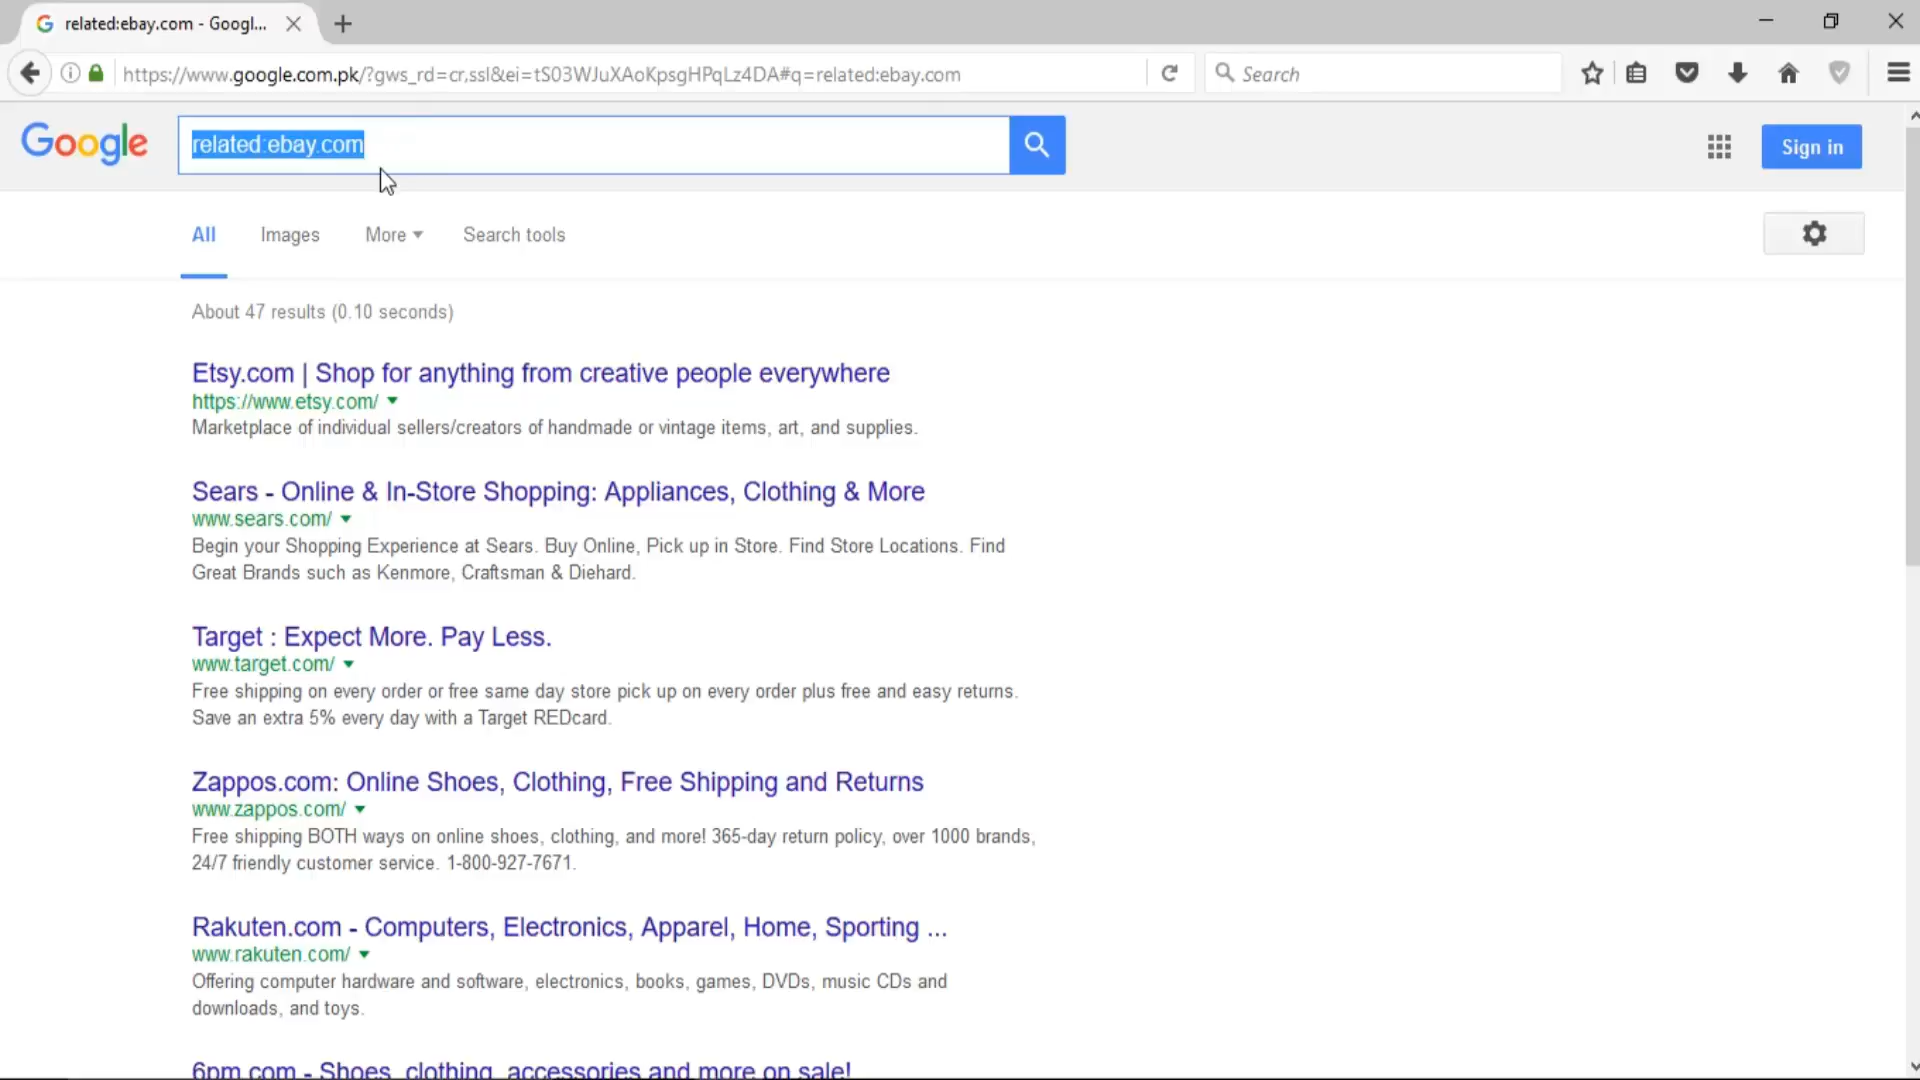 related:ebay.com - Googl...
https://www.google.com.pk/?gws_rd=cr,ssl&ei=tS03WJuXAoKpsgHPqLz4DA#q=related:ebay.com
Search
Google
related:ebay.com
Sign in
All
Images
More
Search tools
About 47 results (0.10 seconds)
Etsy.com | Shop for anything from creative people everywhere
https://www.etsy.com/
Marketplace of individual sellers/creators of handmade or vintage items, art, and supplies.
Sears - Online & In-Store Shopping: Appliances, Clothing & More
www.sears.com/
Begin your Shopping Experience at Sears. Buy Online, Pick up in Store. Find Store Locations. Find
Great Brands such as Kenmore, Craftsman & Diehard.
Target : Expect More. Pay Less.
www.target.com/
Free shipping on every order or free same day store pick up on every order plus free and easy returns.
Save an extra 5% every day with a Target REDcard.
Zappos.com: Online Shoes, Clothing, Free Shipping and Returns
www.zappos.com/
Free shipping BOTH ways on online shoes, clothing, and more! 365-day return policy, over 1000 brands,
24/7 friendly customer service. 1-800-927-7671.
Rakuten.com - Computers, Electronics, Apparel, Home, Sporting ...
www.rakuten.com/
Offering computer hardware and software, electronics, books, games, DVDs, music CDs and
downloads, and toys.
6pm.com - Shoes, clothing, accessories and more on sale!